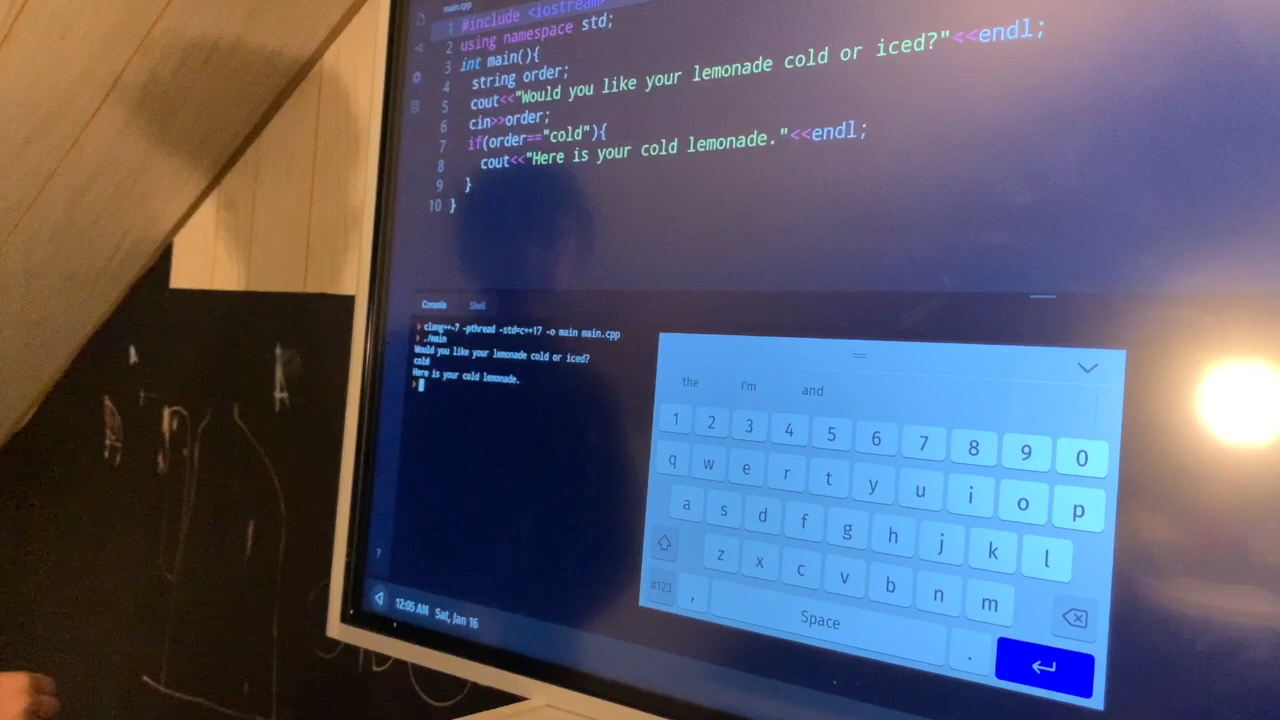 main.cpp
1 #include <iostream>
2 using namespace std;
3 int main(){
4 string order;
5 cout<<"Would you like your lemonade cold or iced?"<<endl;
6 cin>>order;
7 if(order=="cold"){
8 cout<<"Here is your cold lemonade."<<endl;
9 }
10 }
Console Shell
> clang++-7 -pthread -std=c++17 -o main main.cpp
> ./main
Would you like your lemonade cold or iced?
cold
Here is your cold lemonade.
>
the I'm and
1 2 3 4 5 6 7 8 9 0
q w e r t y u i o p
a s d f g h j k l
z x c v b n m
#123 , Space .
?
12:05 AM Sat, Jan 16